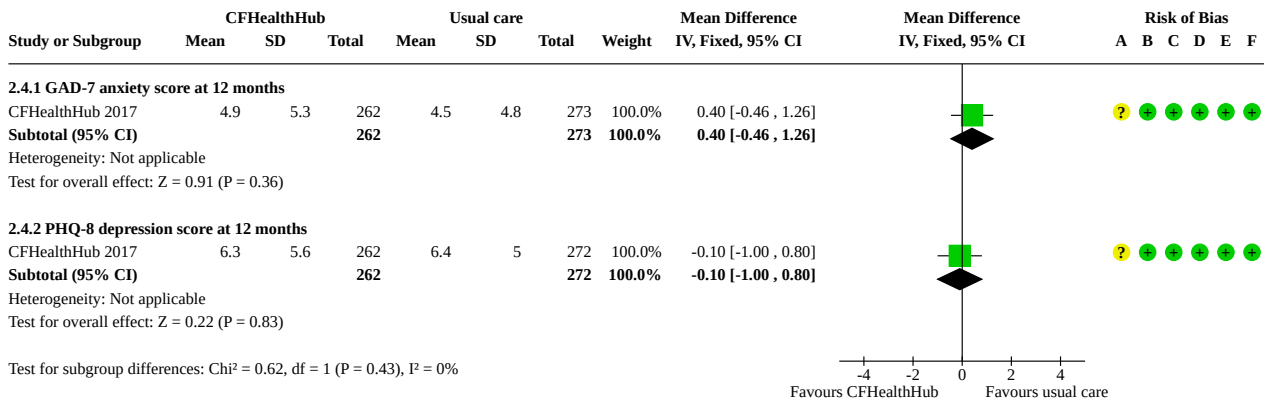 CFHealthHub Usual care Mean Difference Mean Difference Risk of Bias
Study or Subgroup Mean SD Total Mean SD Total Weight IV, Fixed, 95% CI IV, Fixed, 95% CI A B C D E F
2.4.1 GAD-7 anxiety score at 12 months
CFHealthHub 2017 4.9 5.3 262 4.5 4.8 273 100.0% 0.40 [-0.46 , 1.26] ? + + + + +
Subtotal (95% CI) 262 273 100.0% 0.40 [-0.46 , 1.26]
Heterogeneity: Not applicable
Test for overall effect: Z = 0.91 (P = 0.36)
2.4.2 PHQ-8 depression score at 12 months
CFHealthHub 2017 6.3 5.6 262 6.4 5 272 100.0% -0.10 [-1.00 , 0.80] ? + + + + +
Subtotal (95% CI) 262 272 100.0% -0.10 [-1.00 , 0.80]
Heterogeneity: Not applicable
Test for overall effect: Z = 0.22 (P = 0.83)
Test for subgroup differences: Chi² = 0.62, df = 1 (P = 0.43), I² = 0%
-4 -2 0 2 4
Favours CFHealthHub Favours usual care